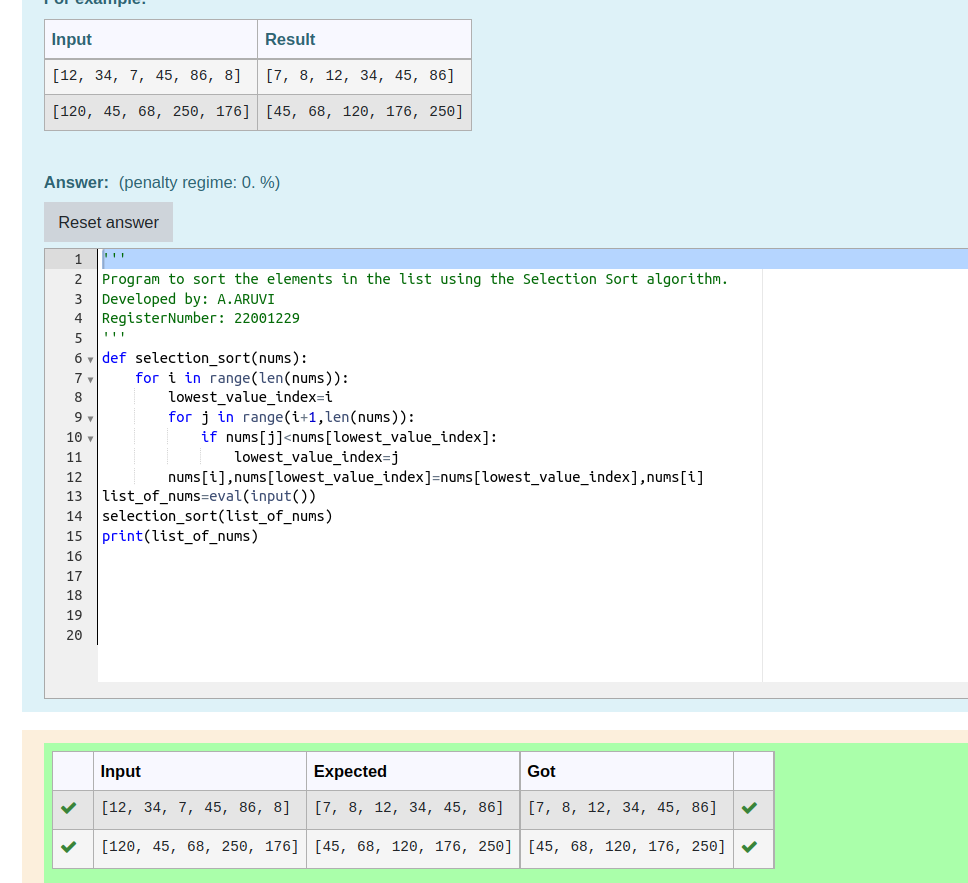 For example:
Input Result
[12, 34, 7, 45, 86, 8] [7, 8, 12, 34, 45, 86]
[120, 45, 68, 250, 176] [45, 68, 120, 176, 250]
Answer: (penalty regime: 0. %)
Reset answer
1 '''
2 Program to sort the elements in the list using the Selection Sort algorithm.
3 Developed by: A.ARUVI
4 RegisterNumber: 22001229
5 '''
6 def selection_sort(nums):
7     for i in range(len(nums)):
8         lowest_value_index=i
9         for j in range(i+1,len(nums)):
10             if nums[j]<nums[lowest_value_index]:
11                 lowest_value_index=j
12         nums[i],nums[lowest_value_index]=nums[lowest_value_index],nums[i]
13 list_of_nums=eval(input())
14 selection_sort(list_of_nums)
15 print(list_of_nums)
16
17
18
19
20
Input Expected Got
[12, 34, 7, 45, 86, 8] [7, 8, 12, 34, 45, 86] [7, 8, 12, 34, 45, 86]
[120, 45, 68, 250, 176] [45, 68, 120, 176, 250] [45, 68, 120, 176, 250]